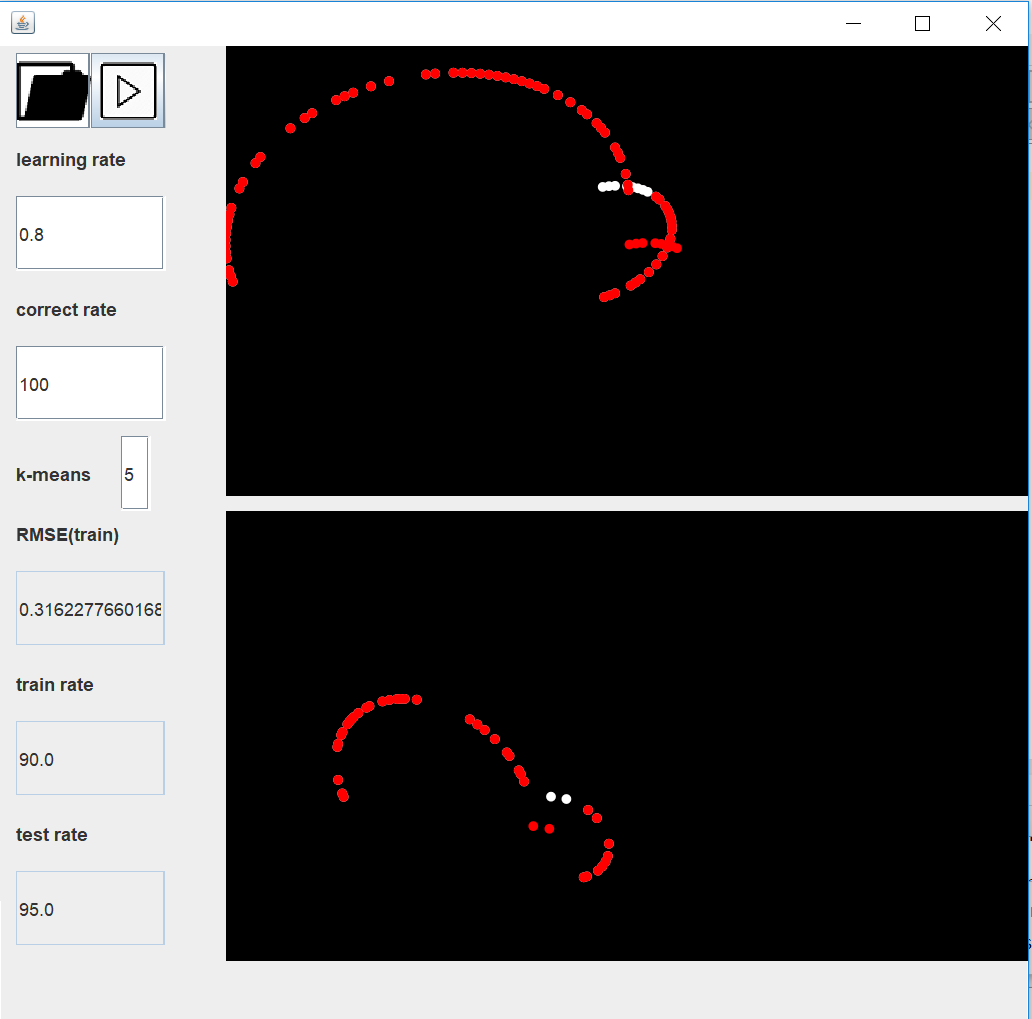 learning rate
0.8
correct rate
100
k-means 5
RMSE(train)
0.3162277660168
train rate
90.0
test rate
95.0